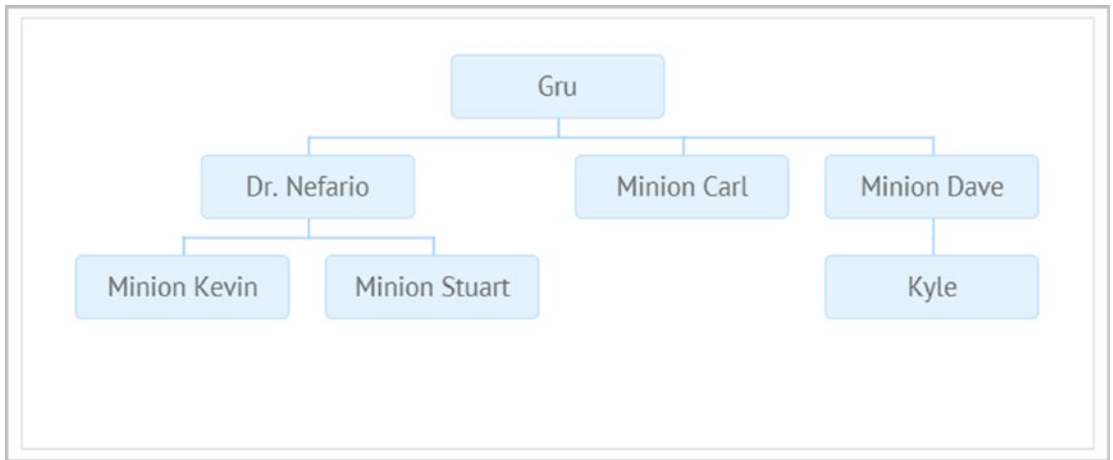 Gru
Dr. Nefario
Minion Carl
Minion Dave
Minion Kevin
Minion Stuart
Kyle